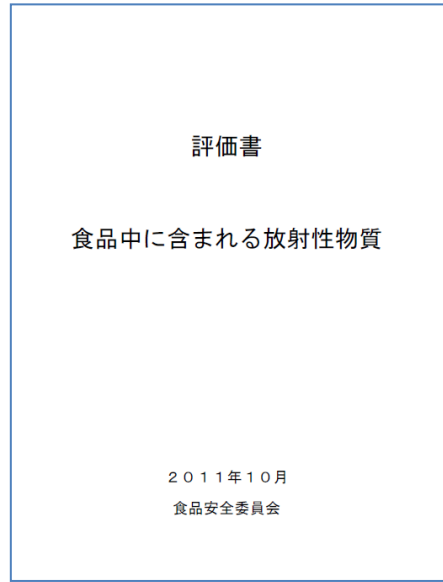 評価書
食品中に含まれる放射性物質
２０１１年１０月
食品安全委員会